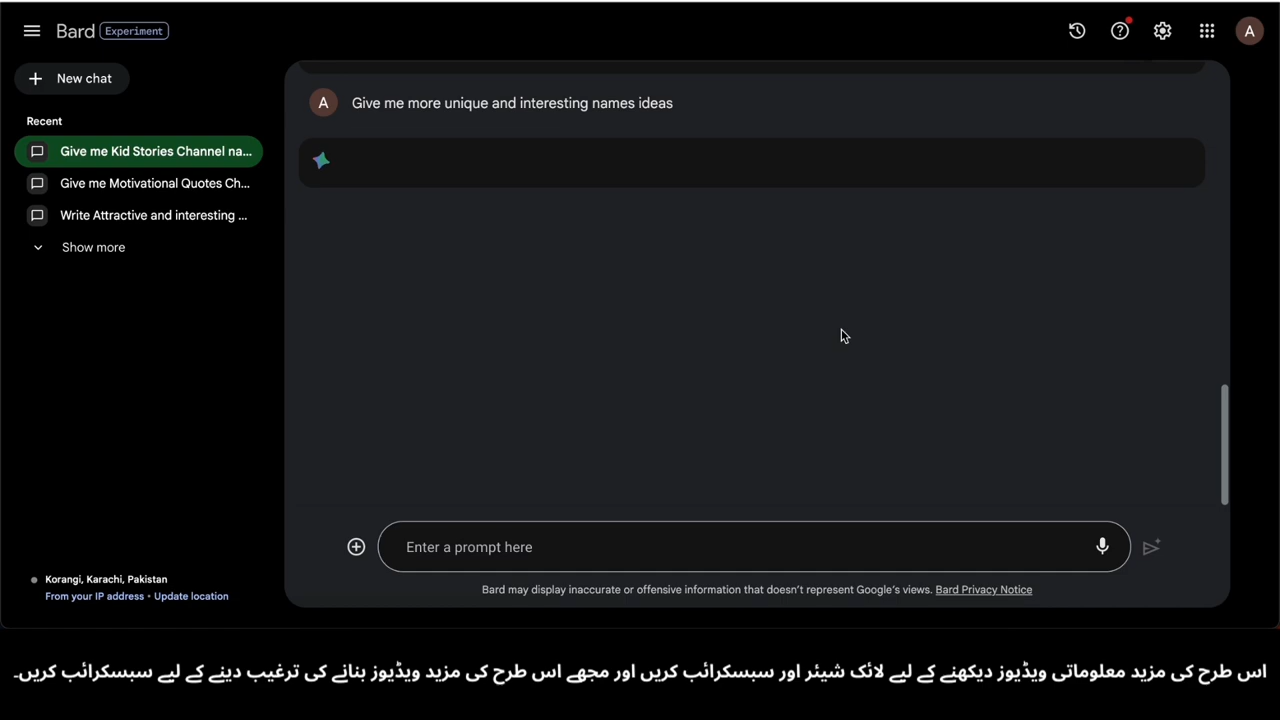 Bard Experiment
A
New chat
Recent
Give me Kid Stories Channel na...
Give me Motivational Quotes Ch...
Write Attractive and interesting ...
Show more
A Give me more unique and interesting names ideas
Enter a prompt here
Bard may display inaccurate or offensive information that doesn't represent Google's views. Bard Privacy Notice
Korangi, Karachi, Pakistan
From your IP address • Update location
اس طرح کی مزید معلوماتی ویڈیوز دیکھنے کے لیے لائک شیئر اور سبسکرائب کریں اور مجھے اس طرح کی مزید ویڈیوز بنانے کی ترغیب دینے کے لیے سبسکرائب کریں۔